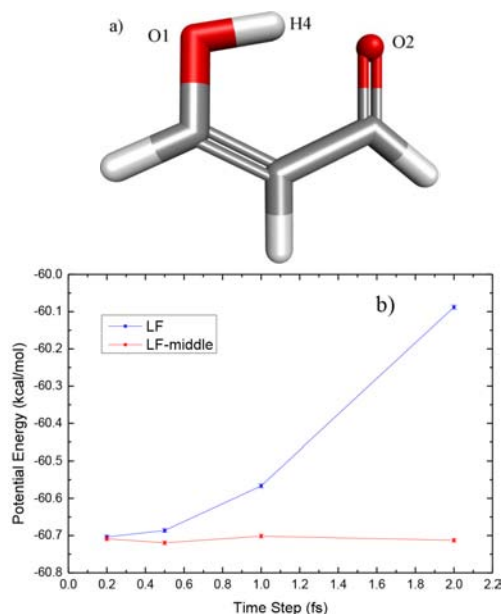 a)
O1
H4
O2
b)
LF
LF-middle
Potential Energy (kcal/mol)
-60.0
-60.1
-60.2
-60.3
-60.4
-60.5
-60.6
-60.7
-60.8
0.0 0.2 0.4 0.6 0.8 1.0 1.2 1.4 1.6 1.8 2.0 2.2
Time Step (fs)